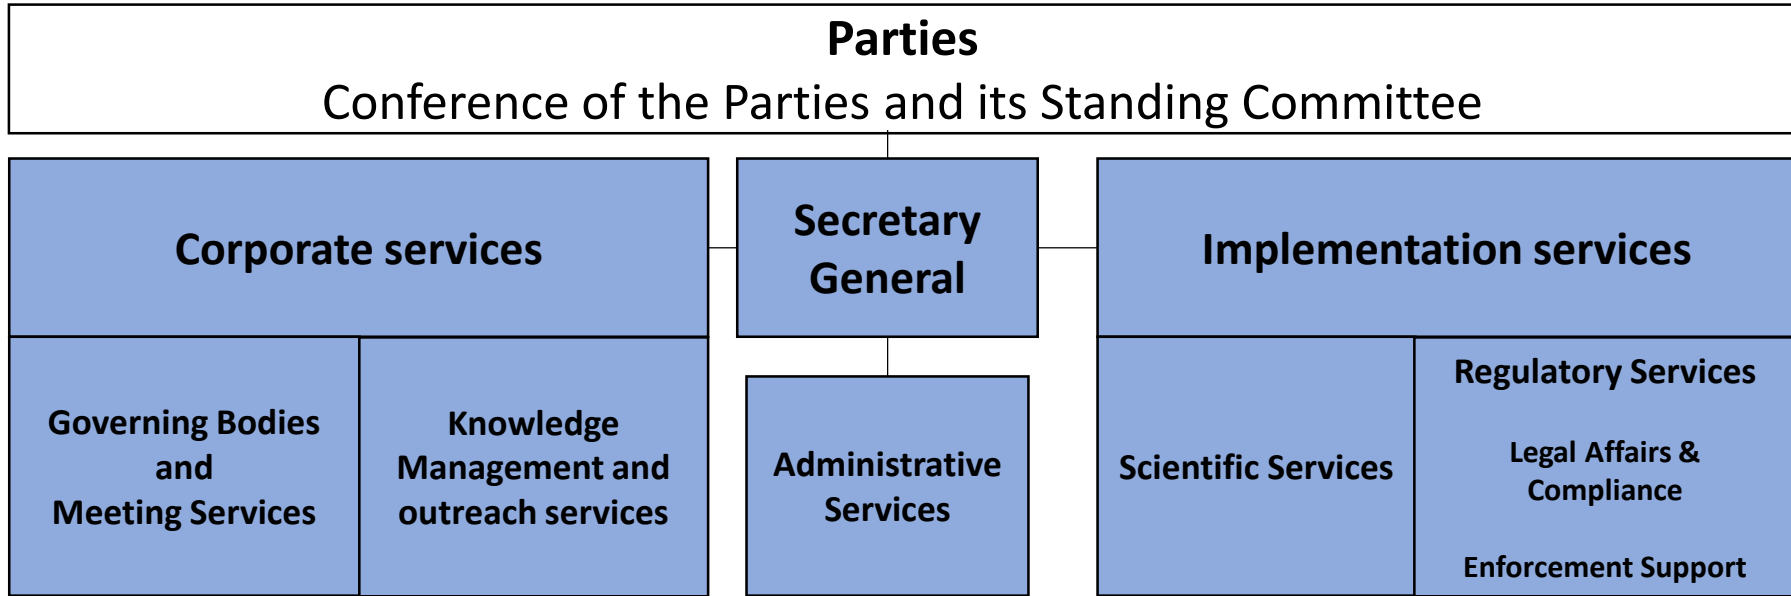 Parties
Conference of the Parties and its Standing Committee
Corporate services
Secretary
General
Implementation services
Governing Bodies
and
Meeting Services
Knowledge
Management and
outreach services
Administrative
Services
Scientific Services
Regulatory Services
Legal Affairs &
Compliance
Enforcement Support